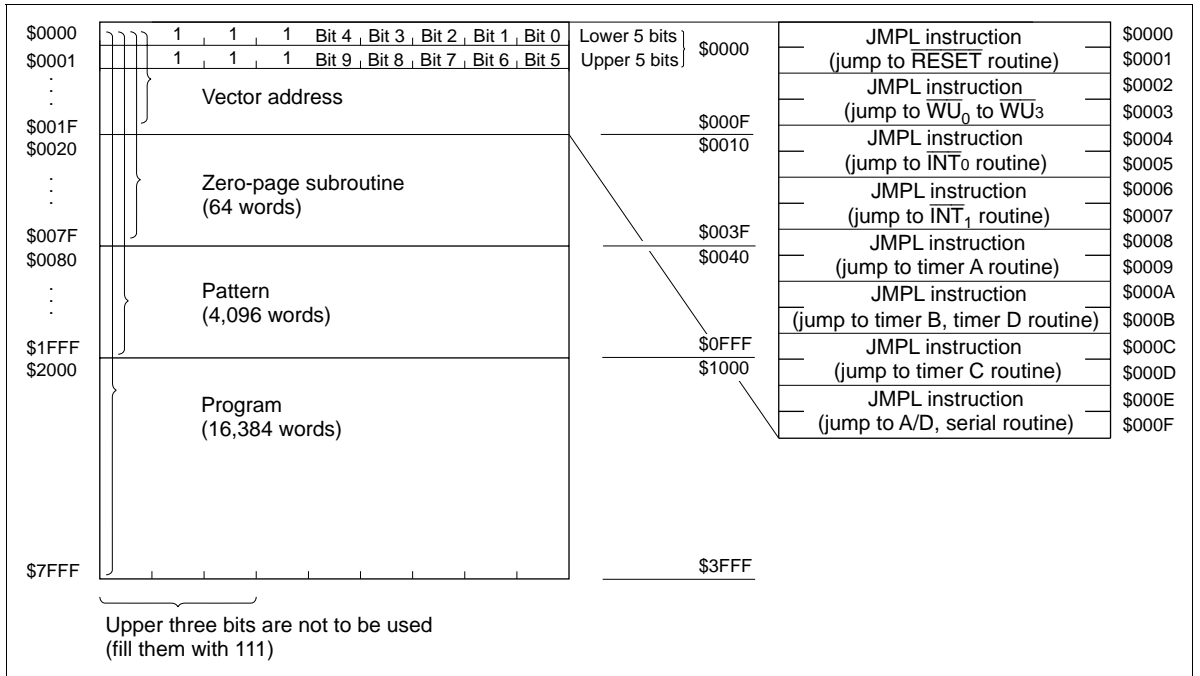 $0000
1 1 1 Bit 4 Bit 3 Bit 2 Bit 1 Bit 0
Lower 5 bits
$0001
1 1 1 Bit 9 Bit 8 Bit 7 Bit 6 Bit 5
Upper 5 bits
$0000
Vector address
$001F
$000F
$0020
$0010
Zero-page subroutine
(64 words)
$007F
$003F
$0080
$0040
Pattern
(4,096 words)
$1FFF
$0FFF
$2000
$1000
Program
(16,384 words)
$7FFF
$3FFF
Upper three bits are not to be used
(fill them with 111)
JMPL instruction
$0000
(jump to RESET routine)
$0001
JMPL instruction
$0002
(jump to WU0 to WU3
$0003
JMPL instruction
$0004
(jump to INT0 routine)
$0005
JMPL instruction
$0006
(jump to INT1 routine)
$0007
JMPL instruction
$0008
(jump to timer A routine)
$0009
JMPL instruction
$000A
(jump to timer B, timer D routine)
$000B
JMPL instruction
$000C
(jump to timer C routine)
$000D
JMPL instruction
$000E
(jump to A/D, serial routine)
$000F